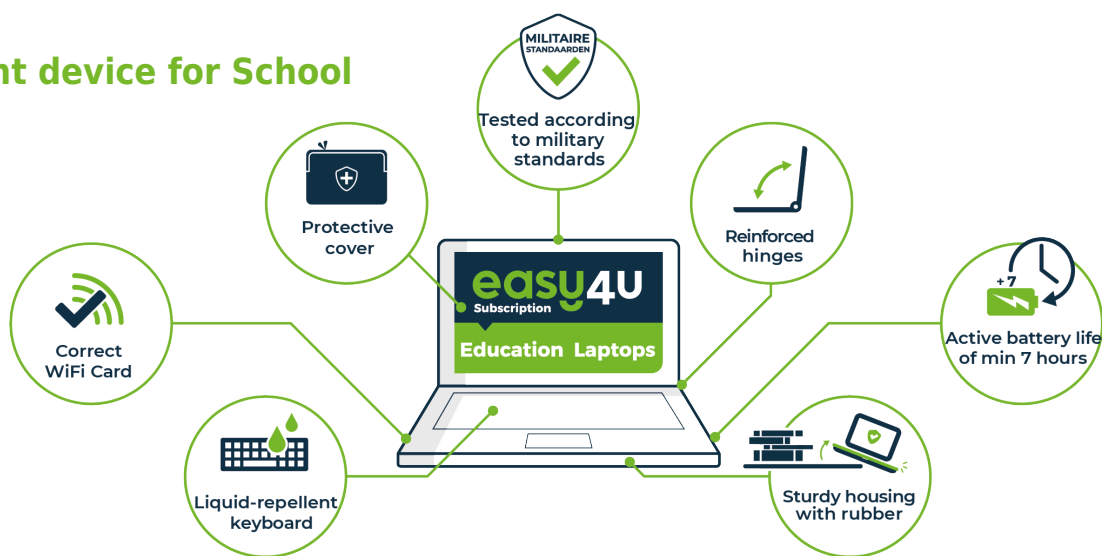 nt device for School
MILITAIRE
STANDAARDEN
Tested according
to military
standards
Protective
cover
Reinforced
hinges
easy4U
Subscription
Education Laptops
+7
Active battery life
of min 7 hours
Correct
WiFi Card
Liquid-repellent
keyboard
Sturdy housing
with rubber